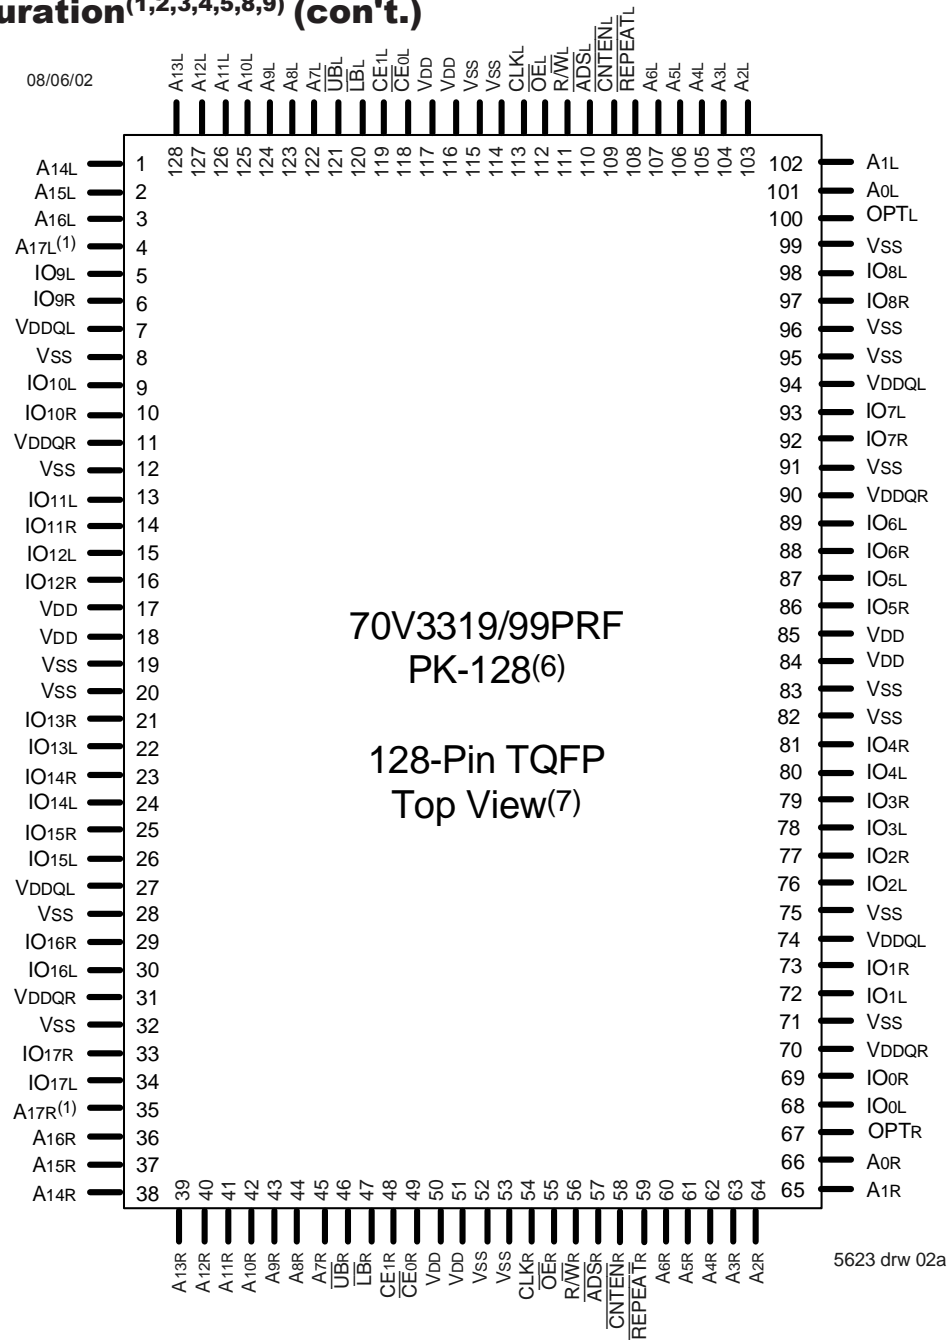 uration(1,2,3,4,5,8,9) (con't.)
08/06/02
A13L A12L A11L A10L A9L A8L A7L UBL LBL CE1L CE0L VDD VDD VSS VSS CLKL OEL R/WL ADSL CNTENL REPEATL A6L A5L A4L A3L A2L
128 127 126 125 124 123 122 121 120 119 118 117 116 115 114 113 112 111 110 109 108 107 106 105 104 103
A14L 1 102 A1L
A15L 2 101 A0L
A16L 3 100 OPTL
A17L(1) 4 99 VSS
IO9L 5 98 IO8L
IO9R 6 97 IO8R
VDDQL 7 96 VSS
VSS 8 95 VSS
IO10L 9 94 VDDQL
IO10R 10 93 IO7L
VDDQR 11 92 IO7R
VSS 12 91 VSS
IO11L 13 90 VDDQR
IO11R 14 89 IO6L
IO12L 15 88 IO6R
IO12R 16 87 IO5L
VDD 17 86 IO5R
VDD 18 85 VDD
VSS 19 84 VDD
VSS 20 83 VSS
IO13R 21 82 VSS
IO13L 22 81 IO4R
IO14R 23 80 IO4L
IO14L 24 79 IO3R
IO15R 25 78 IO3L
IO15L 26 77 IO2R
VDDQL 27 76 IO2L
VSS 28 75 VSS
IO16R 29 74 VDDQL
IO16L 30 73 IO1R
VDDQR 31 72 IO1L
VSS 32 71 VSS
IO17R 33 70 VDDQR
IO17L 34 69 IO0R
A17R(1) 35 68 IO0L
A16R 36 67 OPTR
A15R 37 66 A0R
A14R 38 65 A1R
70V3319/99PRF
PK-128(6)
128-Pin TQFP
Top View(7)
39 40 41 42 43 44 45 46 47 48 49 50 51 52 53 54 55 56 57 58 59 60 61 62 63 64
A13R A12R A11R A10R A9R A8R A7R UBR LBR CE1R CE0R VDD VDD VSS VSS CLKR OER R/WR ADSR CNTENR REPEATR A6R A5R A4R A3R A2R
5623 drw 02a